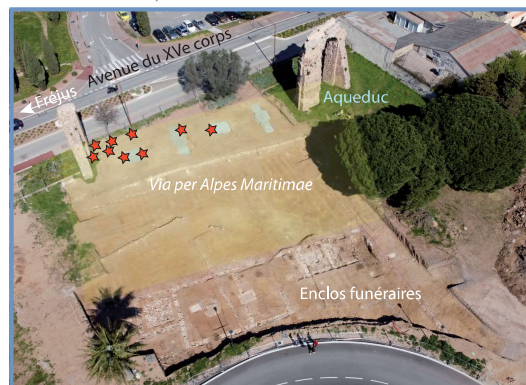 Avenue du XVe corps
Fréjus
Aqueduc
Via per Alpes Maritimae
Enclos funéraires